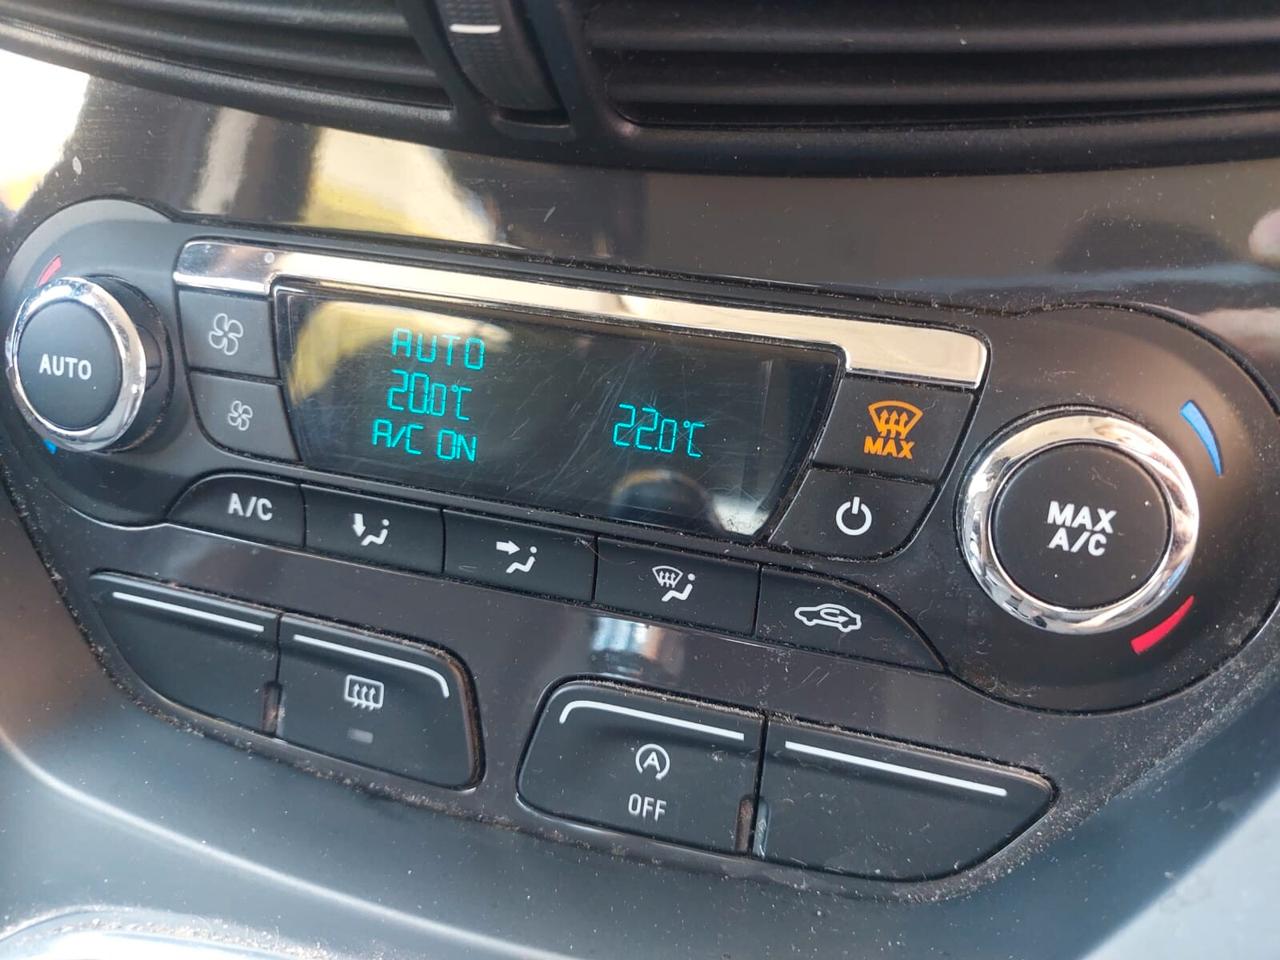 AUTO
AUTO
20.0°C
A/C ON
22.0°C
MAX
A/C
MAX
A/C
A
OFF